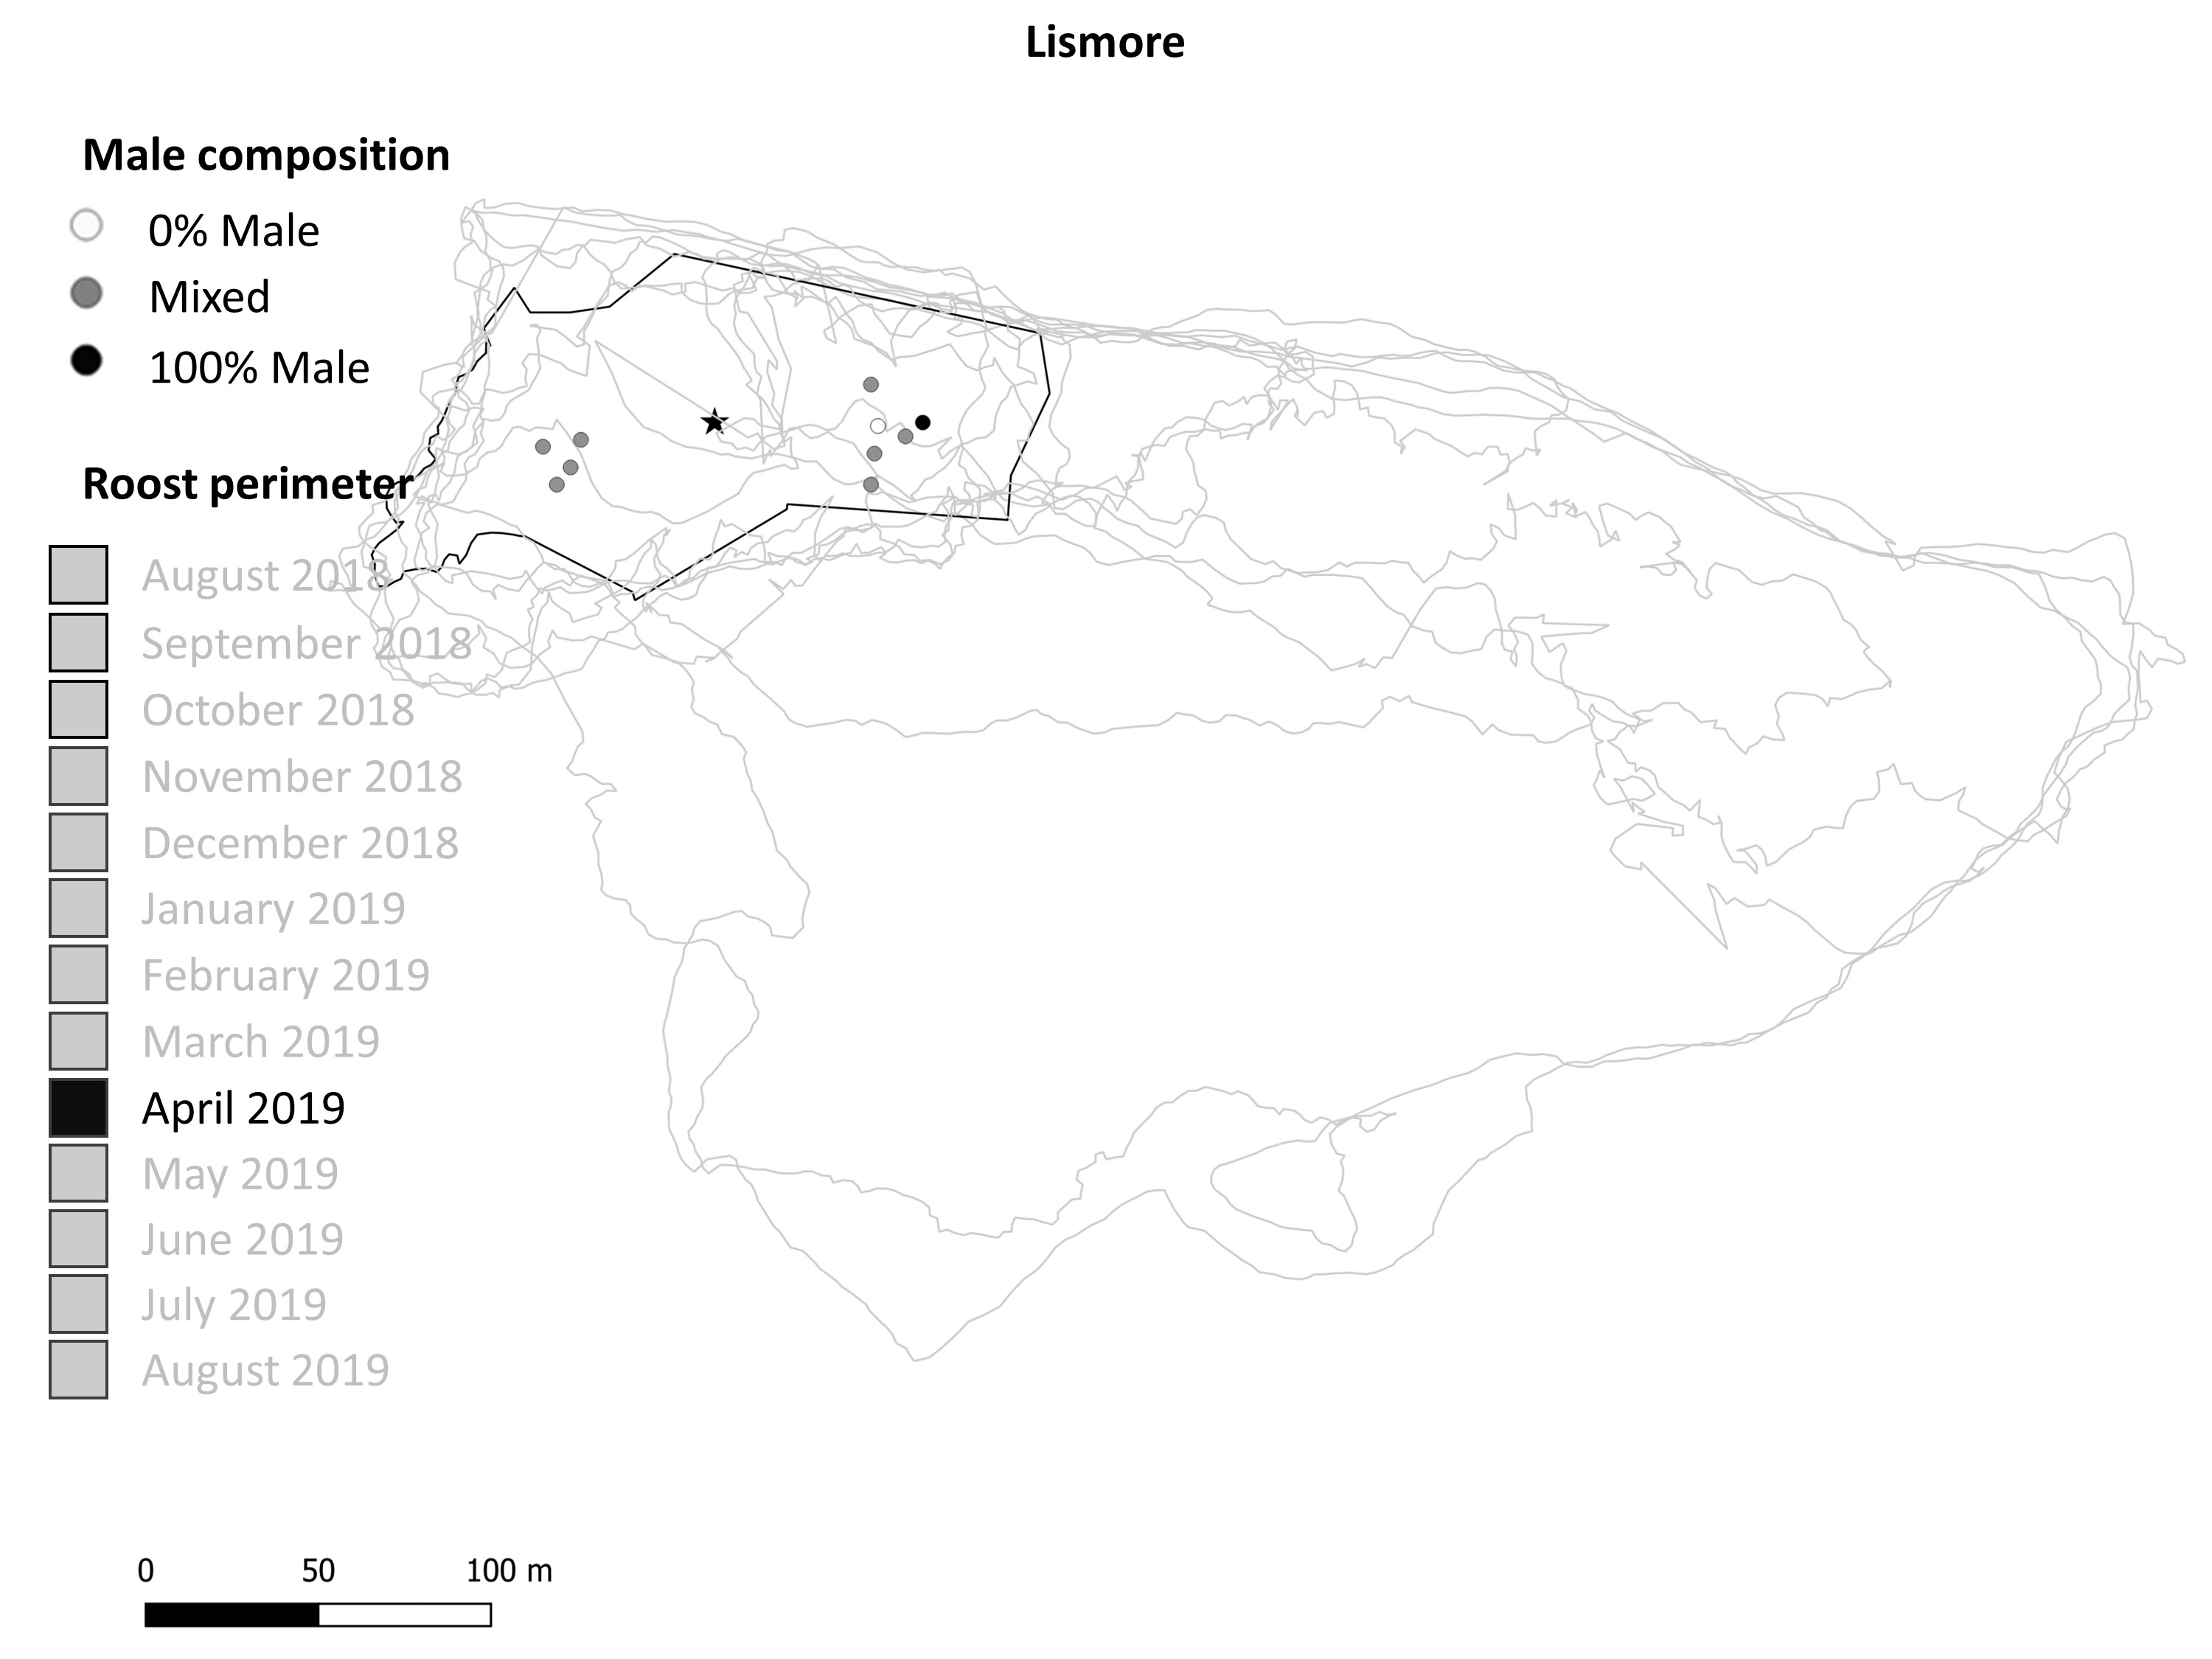 Lismore
Male composition
0% Male
Mixed
100% Male
Roost perimeter
August 2018
September 2018
October 2018
November 2018
December 2018
January 2019
February 2019
March 2019
April 2019
May 2019
June 2019
July 2019
August 2019
0 50 100 m